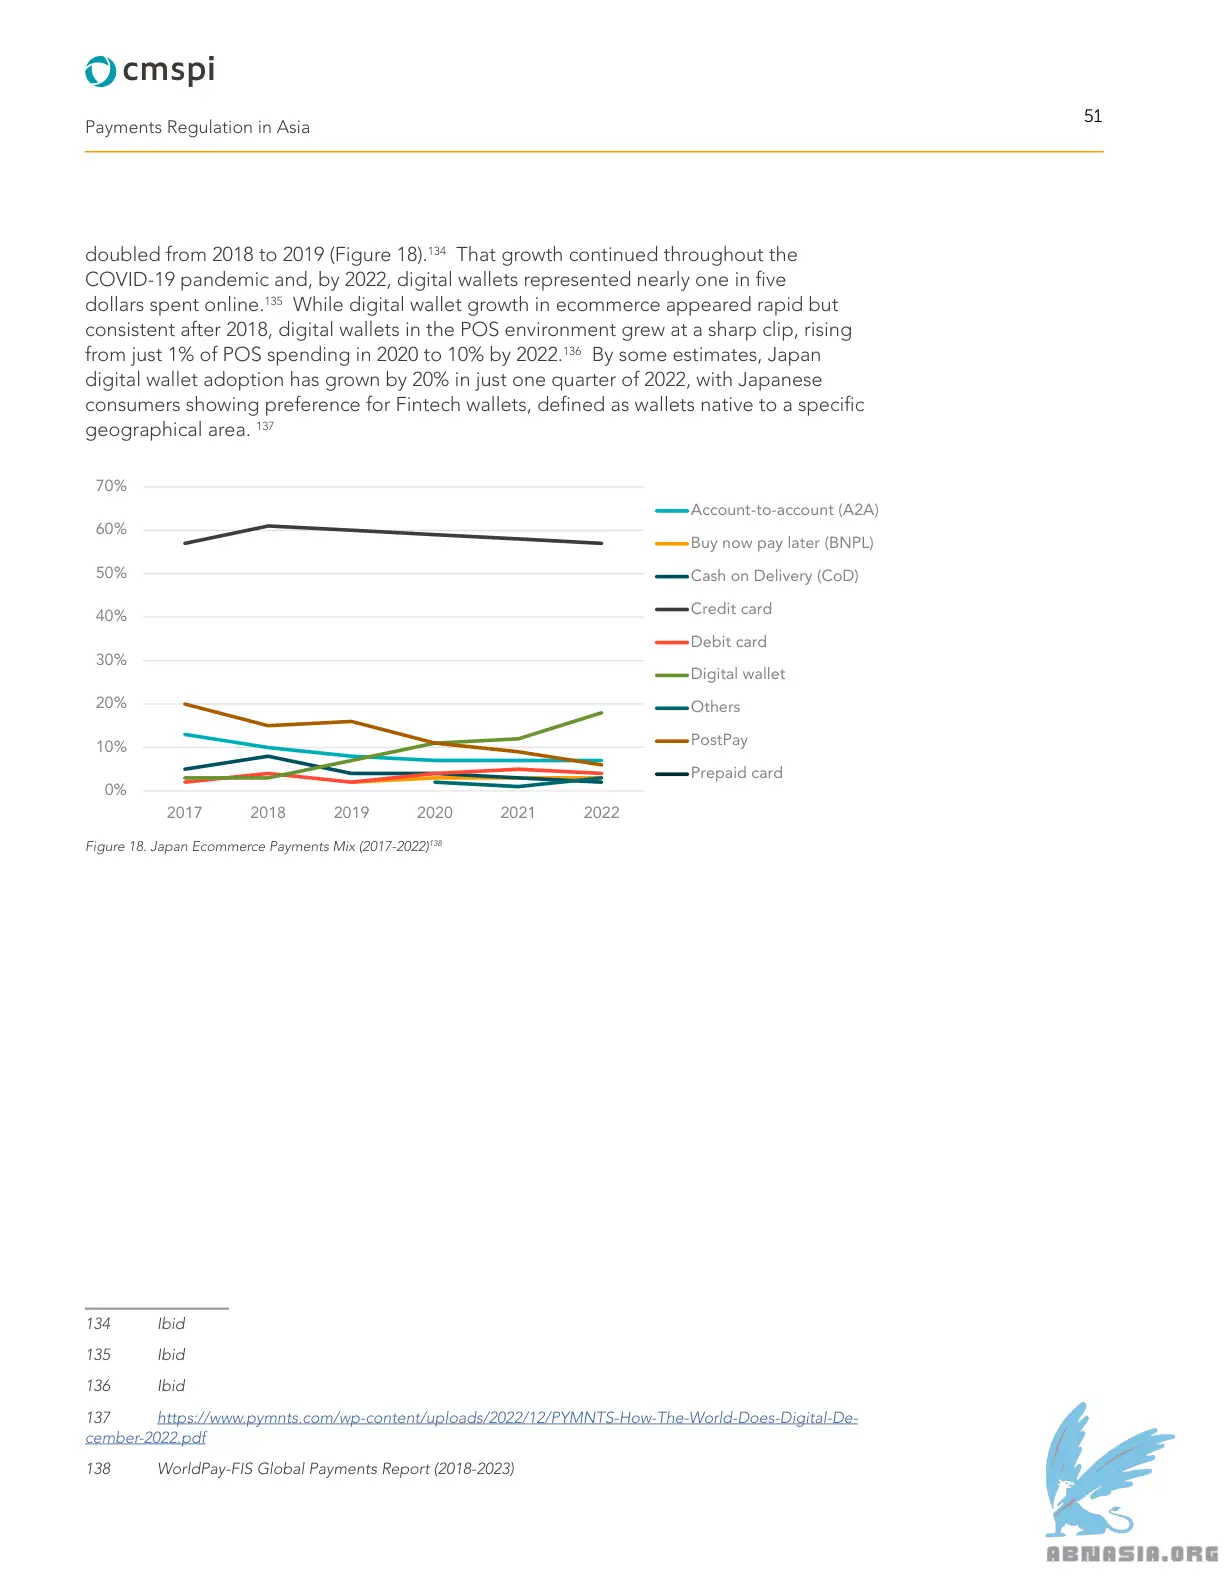 cmspi
Payments Regulation in Asia
51
doubled from 2018 to 2019 (Figure 18).134 That growth continued throughout the
COVID-19 pandemic and, by 2022, digital wallets represented nearly one in five
dollars spent online.135 While digital wallet growth in ecommerce appeared rapid but
consistent after 2018, digital wallets in the POS environment grew at a sharp clip, rising
from just 1% of POS spending in 2020 to 10% by 2022.136 By some estimates, Japan
digital wallet adoption has grown by 20% in just one quarter of 2022, with Japanese
consumers showing preference for Fintech wallets, defined as wallets native to a specific
geographical area. 137
70%
60%
50%
40%
30%
20%
10%
0%
2017 2018 2019 2020 2021 2022
Account-to-account (A2A)
Buy now pay later (BNPL)
Cash on Delivery (CoD)
Credit card
Debit card
Digital wallet
Others
PostPay
Prepaid card
Figure 18. Japan Ecommerce Payments Mix (2017-2022)138
134 Ibid
135 Ibid
136 Ibid
137 https://www.pymnts.com/wp-content/uploads/2022/12/PYMNTS-How-The-World-Does-Digital-De-
cember-2022.pdf
138 WorldPay-FIS Global Payments Report (2018-2023)
ABNASIA.ORG